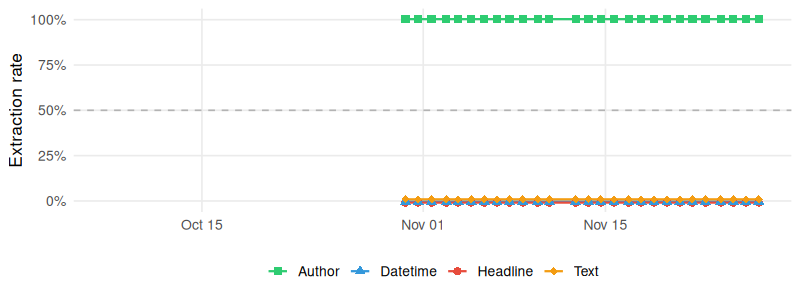 Extraction rate
100%
75%
50%
25%
0%
Oct 15 Nov 01 Nov 15
Author Datetime Headline Text